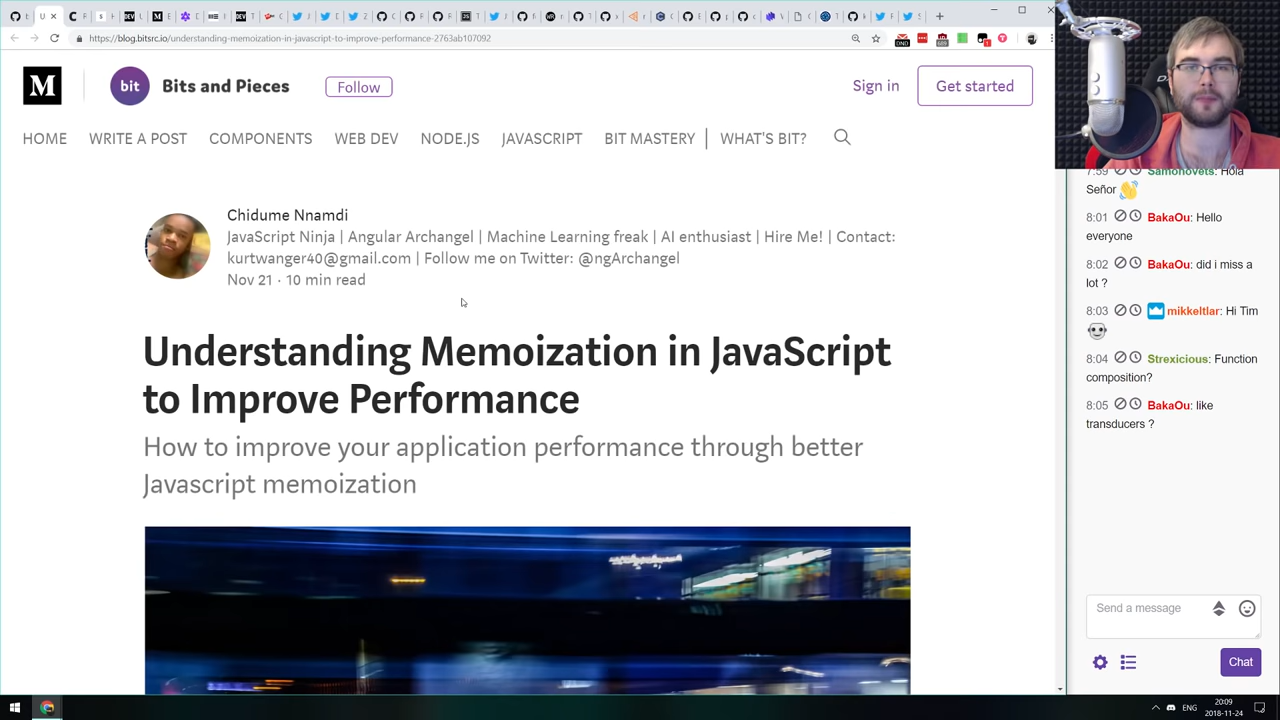 https://blog.bitsrc.io/understanding-memoization-in-javascript-to-improve-performance-2763ab107092
M
bit
Bits and Pieces
Follow
Sign in
Get started
HOME
WRITE A POST
COMPONENTS
WEB DEV
NODE.JS
JAVASCRIPT
BIT MASTERY
WHAT'S BIT?
Chidume Nnamdi
JavaScript Ninja | Angular Archangel | Machine Learning freak | AI enthusiast | Hire Me! | Contact:
kurtwanger40@gmail.com | Follow me on Twitter: @ngArchangel
Nov 21 · 10 min read
Understanding Memoization in JavaScript
to Improve Performance
How to improve your application performance through better
Javascript memoization
7:59 Samohovets: Hola
Señor
8:01 BakaOu: Hello
everyone
8:02 BakaOu: did i miss a
lot ?
8:03 mikkeltlar: Hi Tim
8:04 Strexicious: Function
composition?
8:05 BakaOu: like
transducers ?
Send a message
Chat
ENG
20:09
2018-11-24